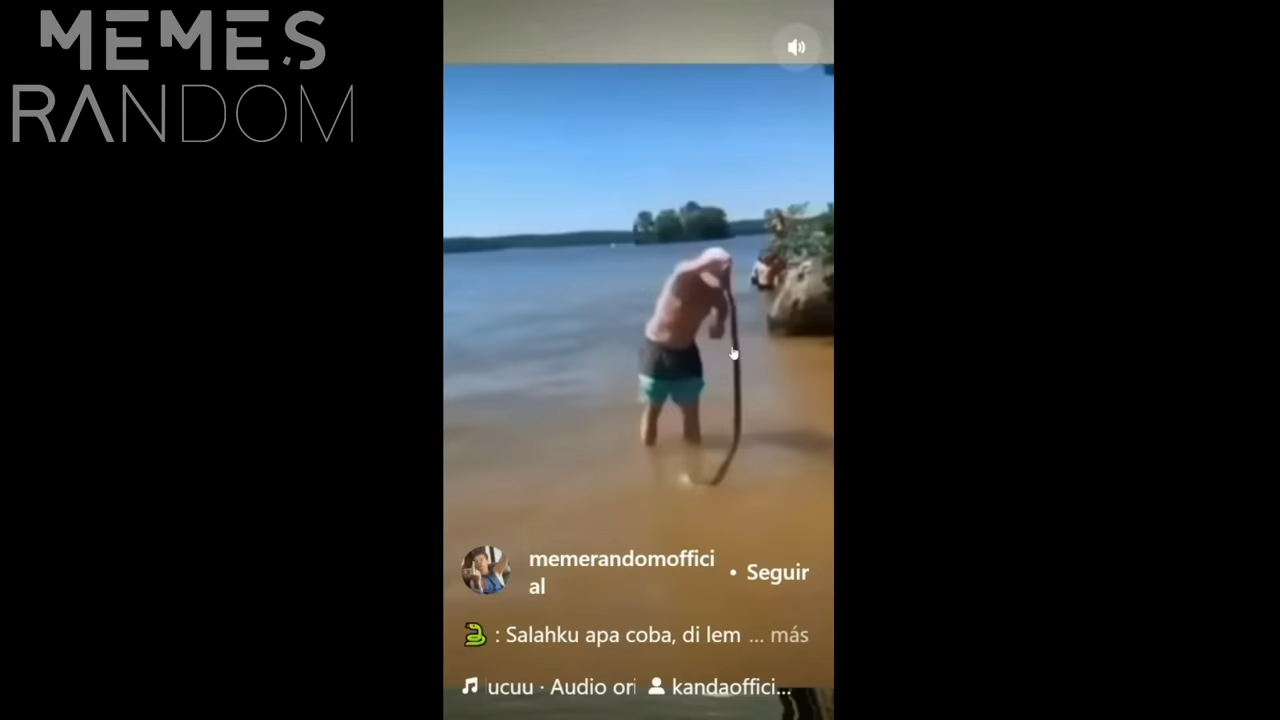 MEMES
RANDOM
memerandomoffici
al
• Seguir
: Salahku apa coba, di lem ... más
ucuu · Audio ori
kandaoffici...